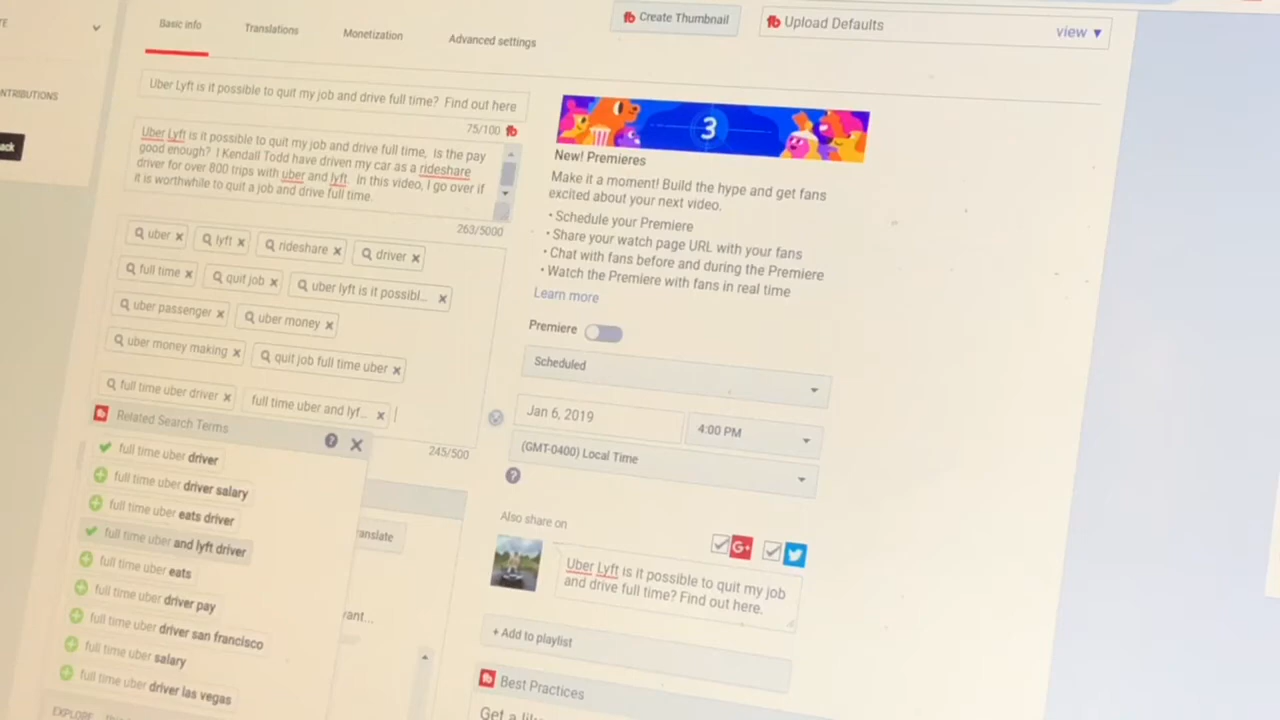 Basic info
Translations
Monetization
Advanced settings
Create Thumbnail
Upload Defaults
view ▼
NTRIBUTIONS
ack
Uber Lyft is it possible to quit my job and drive full time? Find out here
75/100
Uber Lyft is it possible to quit my job and drive full time, Is the pay
good enough? I Kendall Todd have driven my car as a rideshare
driver for over 800 trips with uber and lyft. In this video, I go over if
it is worthwhile to quit a job and drive full time.
263/5000
uber × lyft × rideshare × driver ×
full time × quit job × uber lyft is it possibl... ×
uber passenger × uber money ×
uber money making × quit job full time uber ×
full time uber driver × full time uber and lyf... ×
245/500
Related Search Terms
full time uber driver
full time uber driver salary
full time uber eats driver
full time uber and lyft driver
full time uber eats
full time uber driver pay
full time uber driver san francisco
full time uber salary
full time uber driver las vegas
EXPLORE
anslate
vant...
3
New! Premieres
Make it a moment! Build the hype and get fans
excited about your next video.
• Schedule your Premiere
• Share your watch page URL with your fans
• Chat with fans before and during the Premiere
• Watch the Premiere with fans in real time
Learn more
Premiere
Scheduled
Jan 6, 2019
4:00 PM
(GMT-0400) Local Time
Also share on
G+
Uber Lyft is it possible to quit my job
and drive full time? Find out here.
+ Add to playlist
Best Practices
Get a